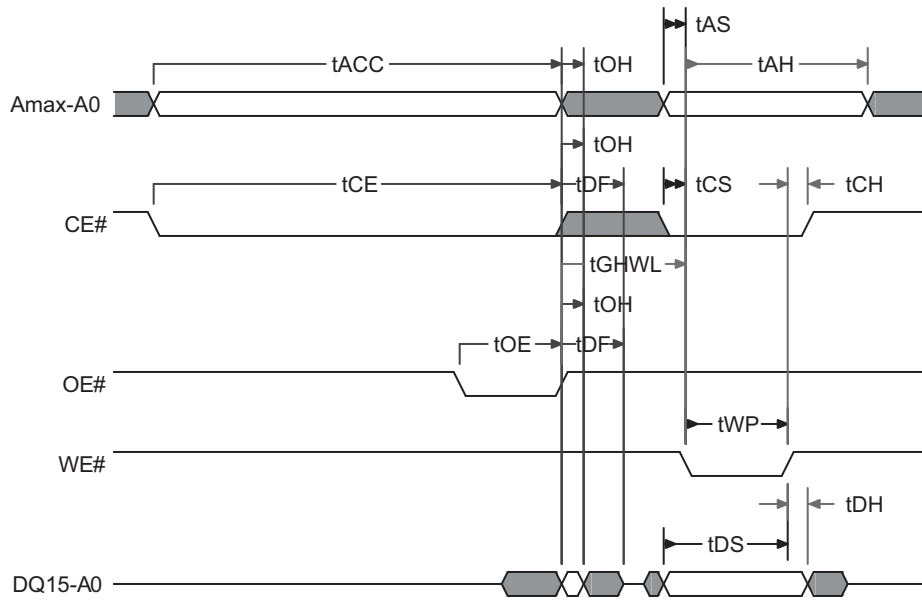 tAS
tACC
tOH
tAH
Amax-A0
tOH
tCE
tDF
tCS
tCH
CE#
tGHWL
tOH
tOE
tDF
OE#
tWP
WE#
tDH
tDS
DQ15-A0